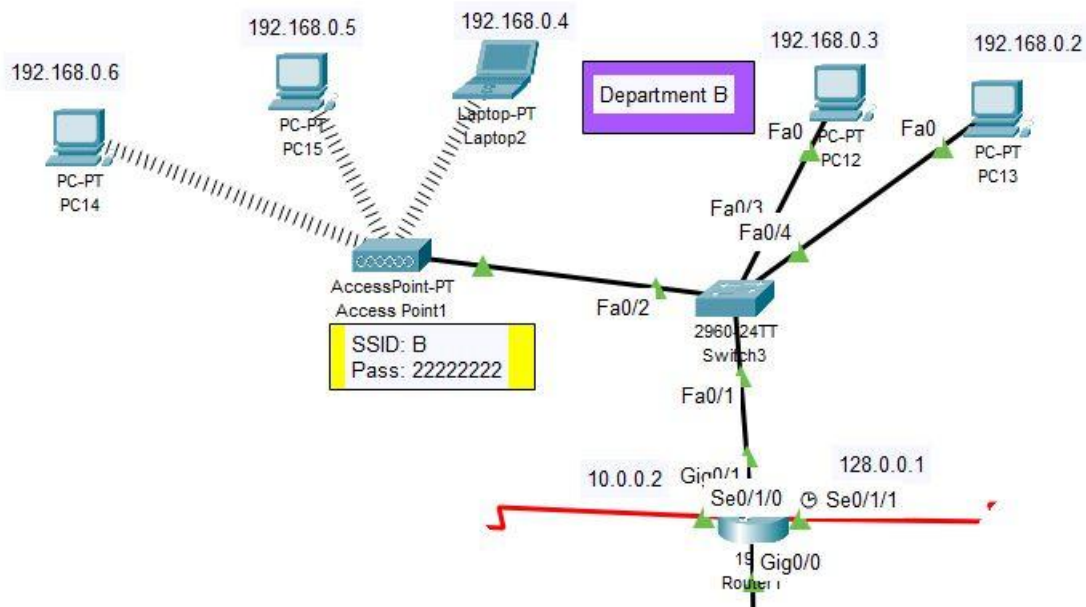 192.168.0.6
192.168.0.5
192.168.0.4
192.168.0.3
192.168.0.2
Department B
PC-PT
PC14
PC-PT
PC15
Laptop-PT
Laptop2
Fa0
PC-PT
PC12
Fa0
PC-PT
PC13
Fa0/3
Fa0/4
AccessPoint-PT
Access Point1
Fa0/2
2960-24TT
Switch3
SSID: B
Pass: 22222222
Fa0/1
10.0.0.2
Gig0/1
128.0.0.1
Se0/1/0
Se0/1/1
19
Gig0/0
Router1